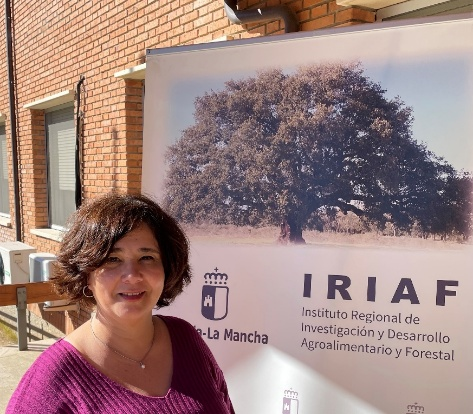 -La Mancha
IRIAF
Instituto Regional de
Investigación y Desarrollo
Agroalimentario y Forestal